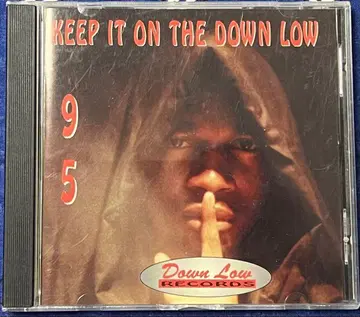 KEEP IT ON THE DOWN LOW
9
5
Down Low
RECORDS